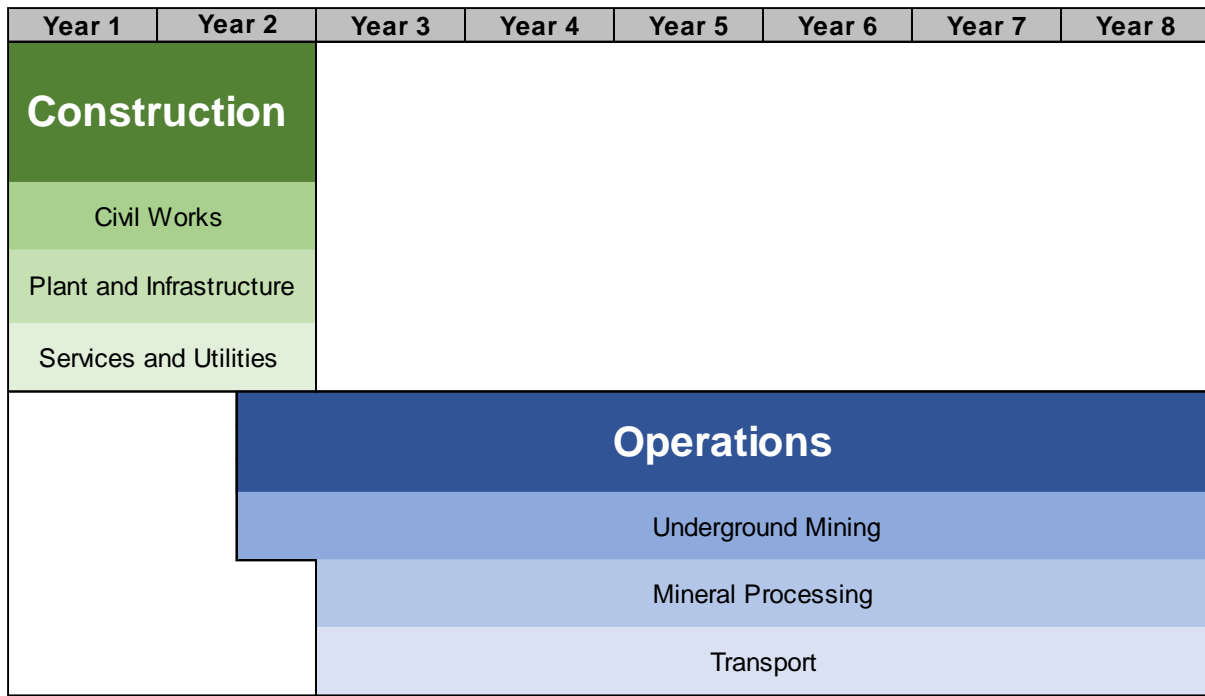 Year 1 Year 2 Year 3 Year 4 Year 5 Year 6 Year 7 Year 8
Construction
Civil Works
Plant and Infrastructure
Services and Utilities
Operations
Underground Mining
Mineral Processing
Transport